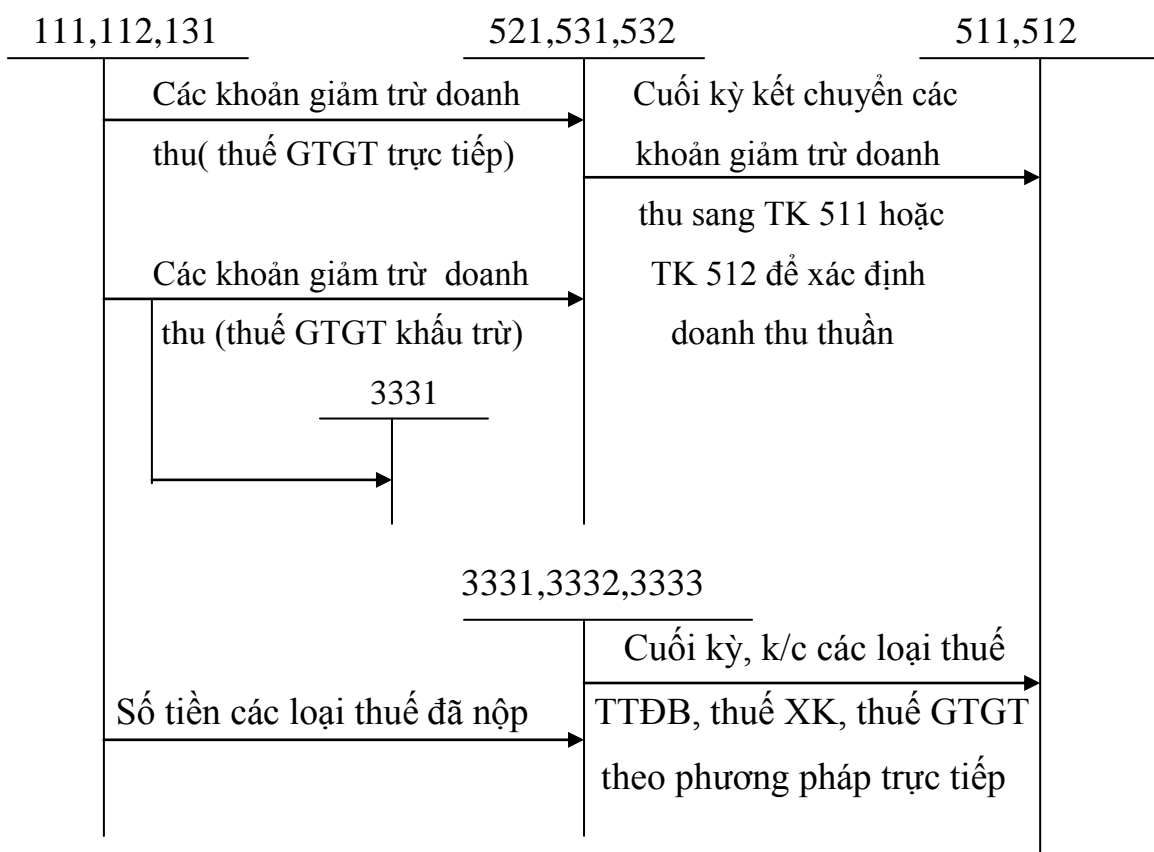 111,112,131
521,531,532
511,512
Các khoản giảm trừ doanh
thu( thuế GTGT trực tiếp)
Cuối kỳ kết chuyển các
khoản giảm trừ doanh
thu sang TK 511 hoặc
TK 512 để xác định
doanh thu thuần
Các khoản giảm trừ doanh
thu (thuế GTGT khấu trừ)
3331
3331,3332,3333
Cuối kỳ, k/c các loại thuế
TTĐB, thuế XK, thuế GTGT
theo phương pháp trực tiếp
Số tiền các loại thuế đã nộp